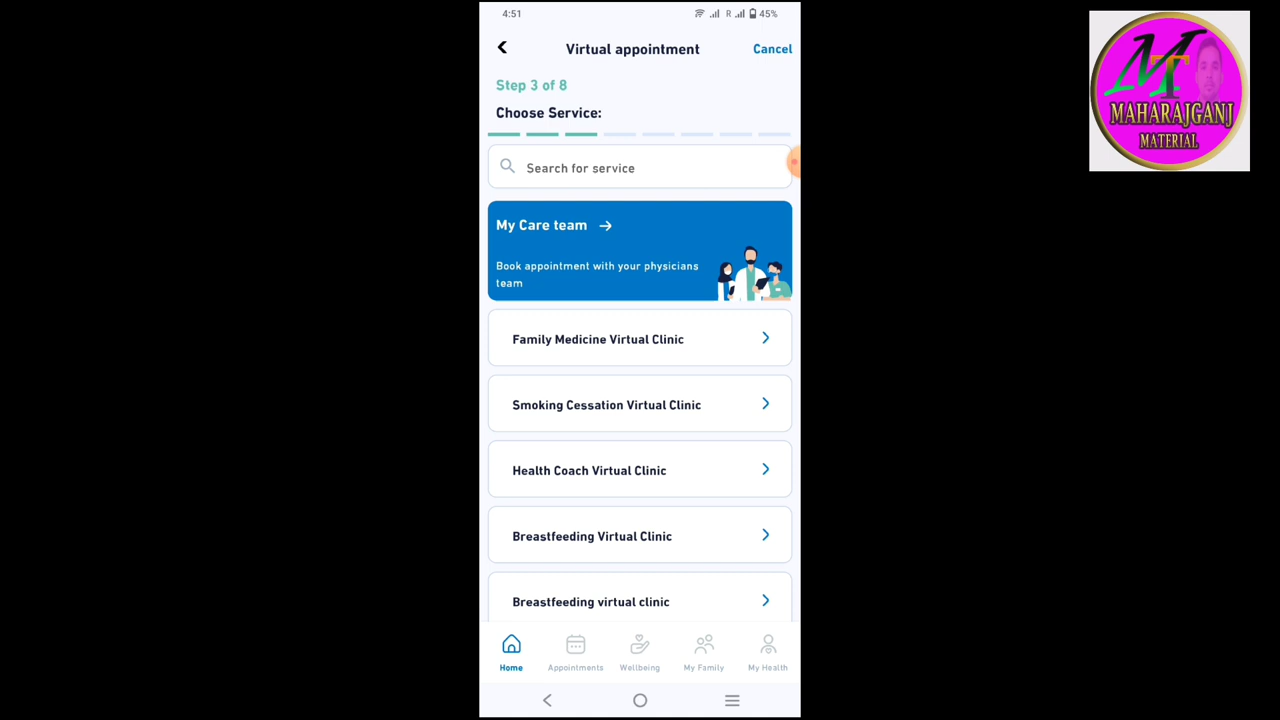 4:51
R 45%
Virtual appointment
Cancel
Step 3 of 8
Choose Service:
Search for service
My Care team
Book appointment with your physicians
team
Family Medicine Virtual Clinic
Smoking Cessation Virtual Clinic
Health Coach Virtual Clinic
Breastfeeding Virtual Clinic
Breastfeeding virtual clinic
Home
Appointments
Wellbeing
My Family
My Health
MT
MAHARAJGANJ
MATERIAL